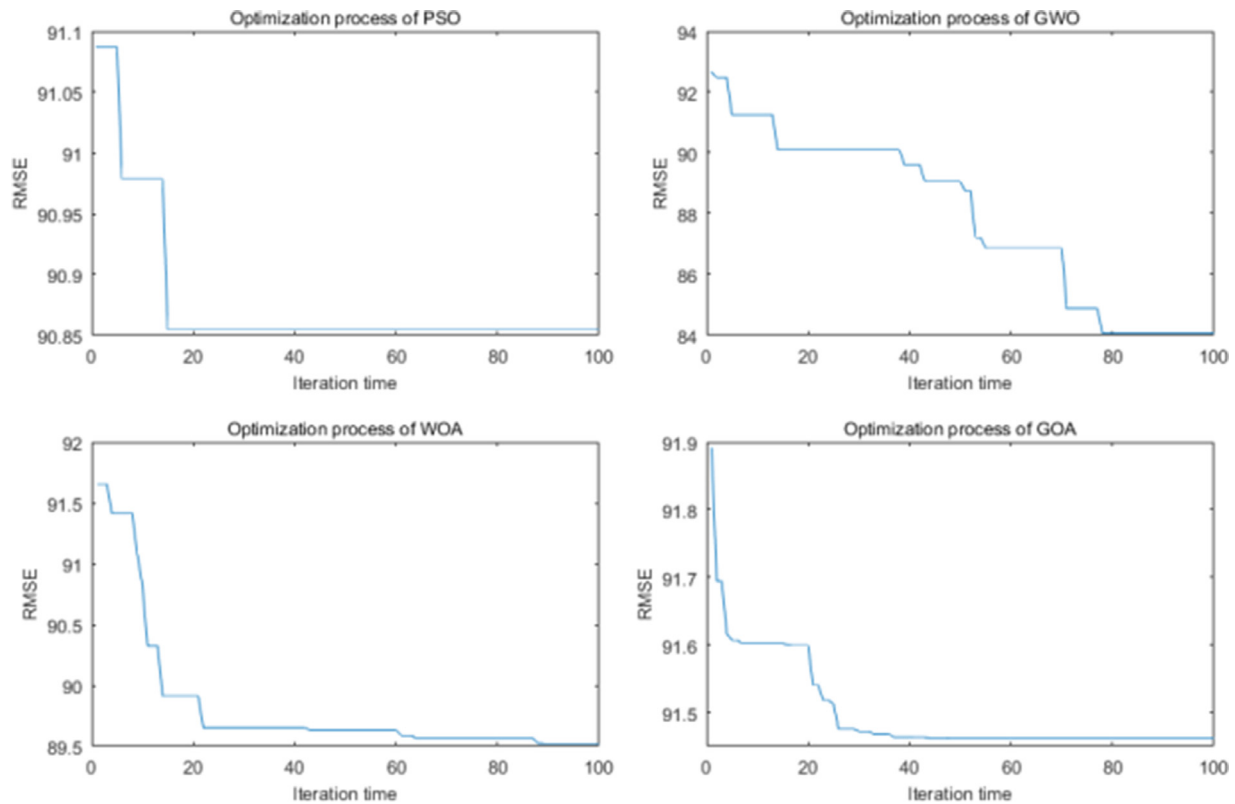 Optimization process of PSO
91.1
91.05
91
90.95
90.9
90.85
RMSE
0 20 40 60 80 100
Iteration time
Optimization process of GWO
94
92
90
88
86
84
RMSE
0 20 40 60 80 100
Iteration time
Optimization process of WOA
92
91.5
91
90.5
90
89.5
RMSE
0 20 40 60 80 100
Iteration time
Optimization process of GOA
91.9
91.8
91.7
91.6
91.5
RMSE
0 20 40 60 80 100
Iteration time